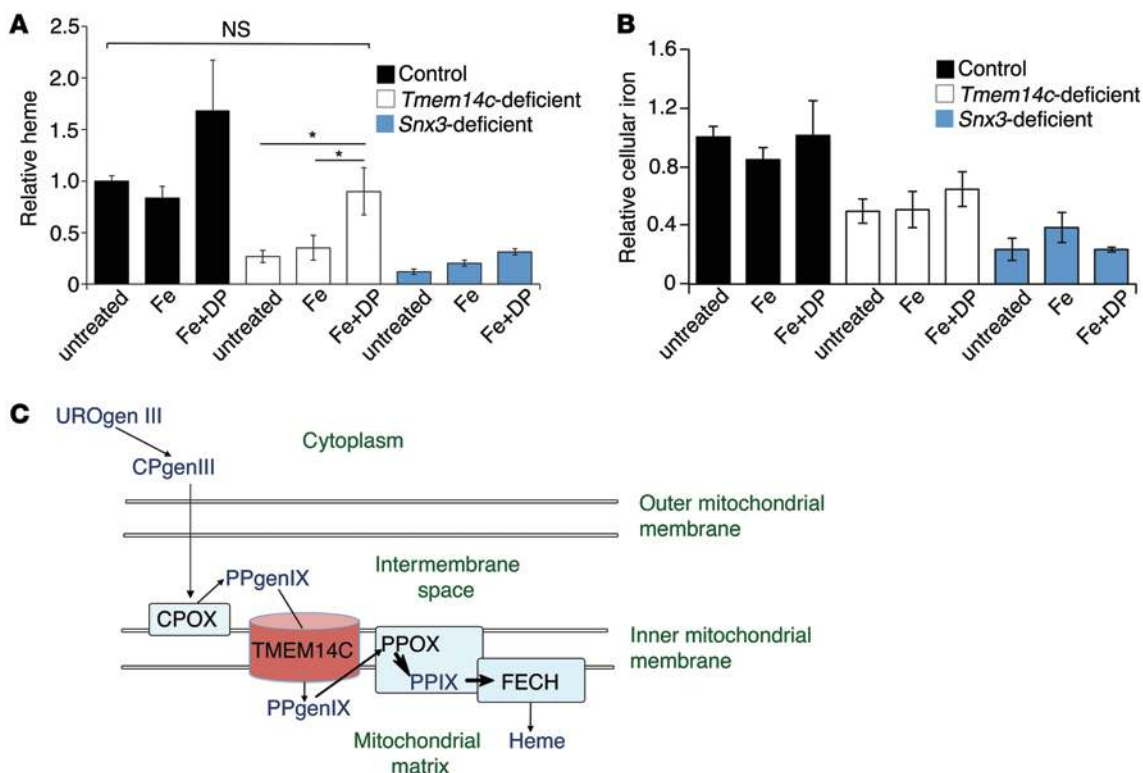 A
NS
2.5
2.0
1.5
1.0
0.5
0
Relative heme
Control
Tmem14c-deficient
Snx3-deficient
*
*
untreated
Fe
Fe+DP
untreated
Fe
Fe+DP
untreated
Fe
Fe+DP
B
1.6
1.2
0.8
0.4
0
Relative cellular iron
Control
Tmem14c-deficient
Snx3-deficient
untreated
Fe
Fe+DP
untreated
Fe
Fe+DP
untreated
Fe
Fe+DP
C
UROgen III
CPgenIII
Cytoplasm
Outer mitochondrial
membrane
Intermembrane
space
PPgenIX
CPOX
TMEM14C
PPOX
PPIX
FECH
Inner mitochondrial
membrane
PPgenIX
Mitochondrial
matrix
Heme